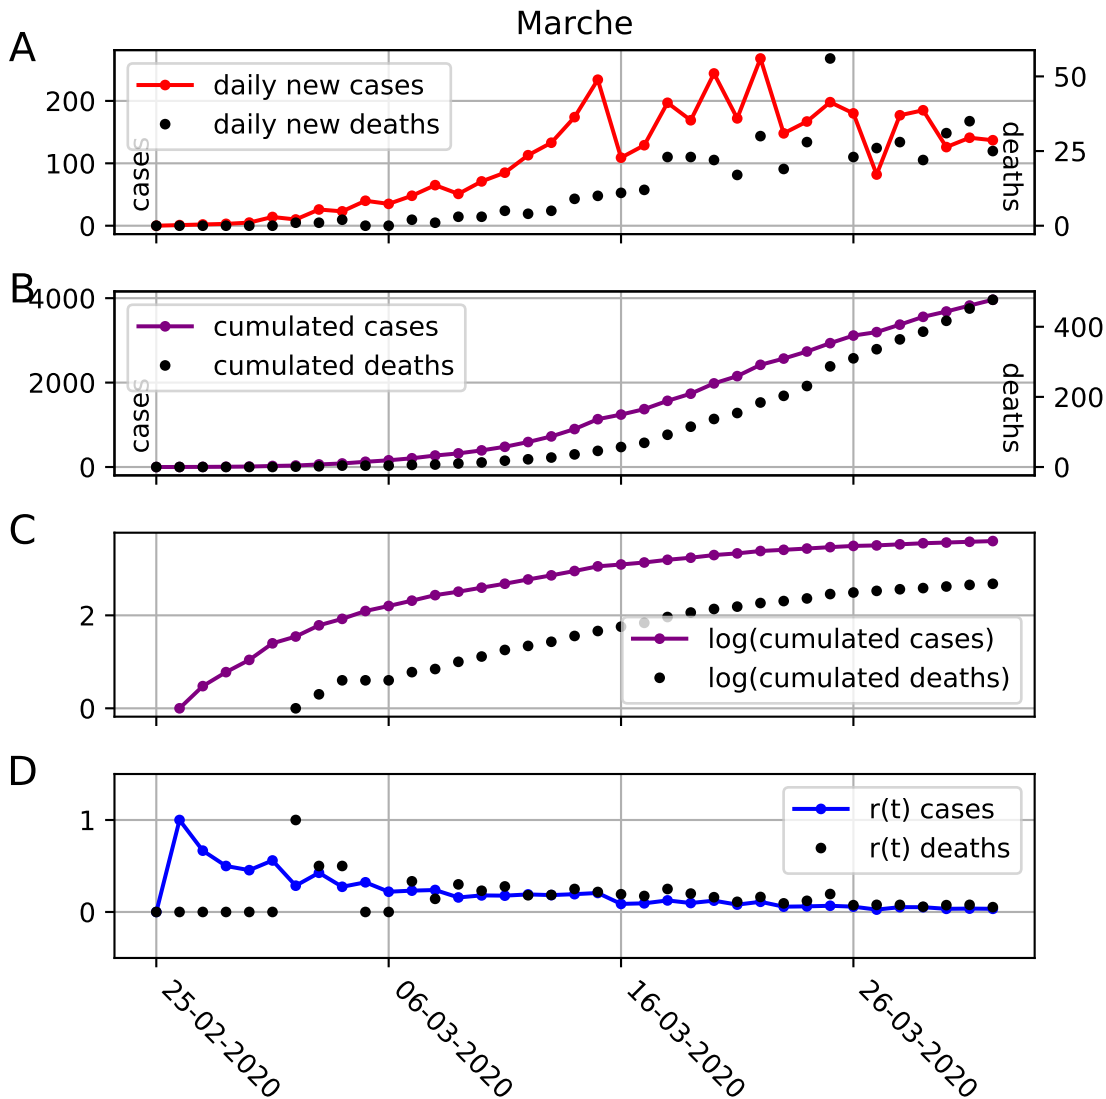 Marche
A
daily new cases
daily new deaths
200
100
0
cases
50
25
0
deaths
B
cumulated cases
cumulated deaths
4000
2000
0
cases
400
200
0
deaths
C
2
0
log(cumulated cases)
log(cumulated deaths)
D
1
0
r(t) cases
r(t) deaths
25-02-2020
06-03-2020
16-03-2020
26-03-2020